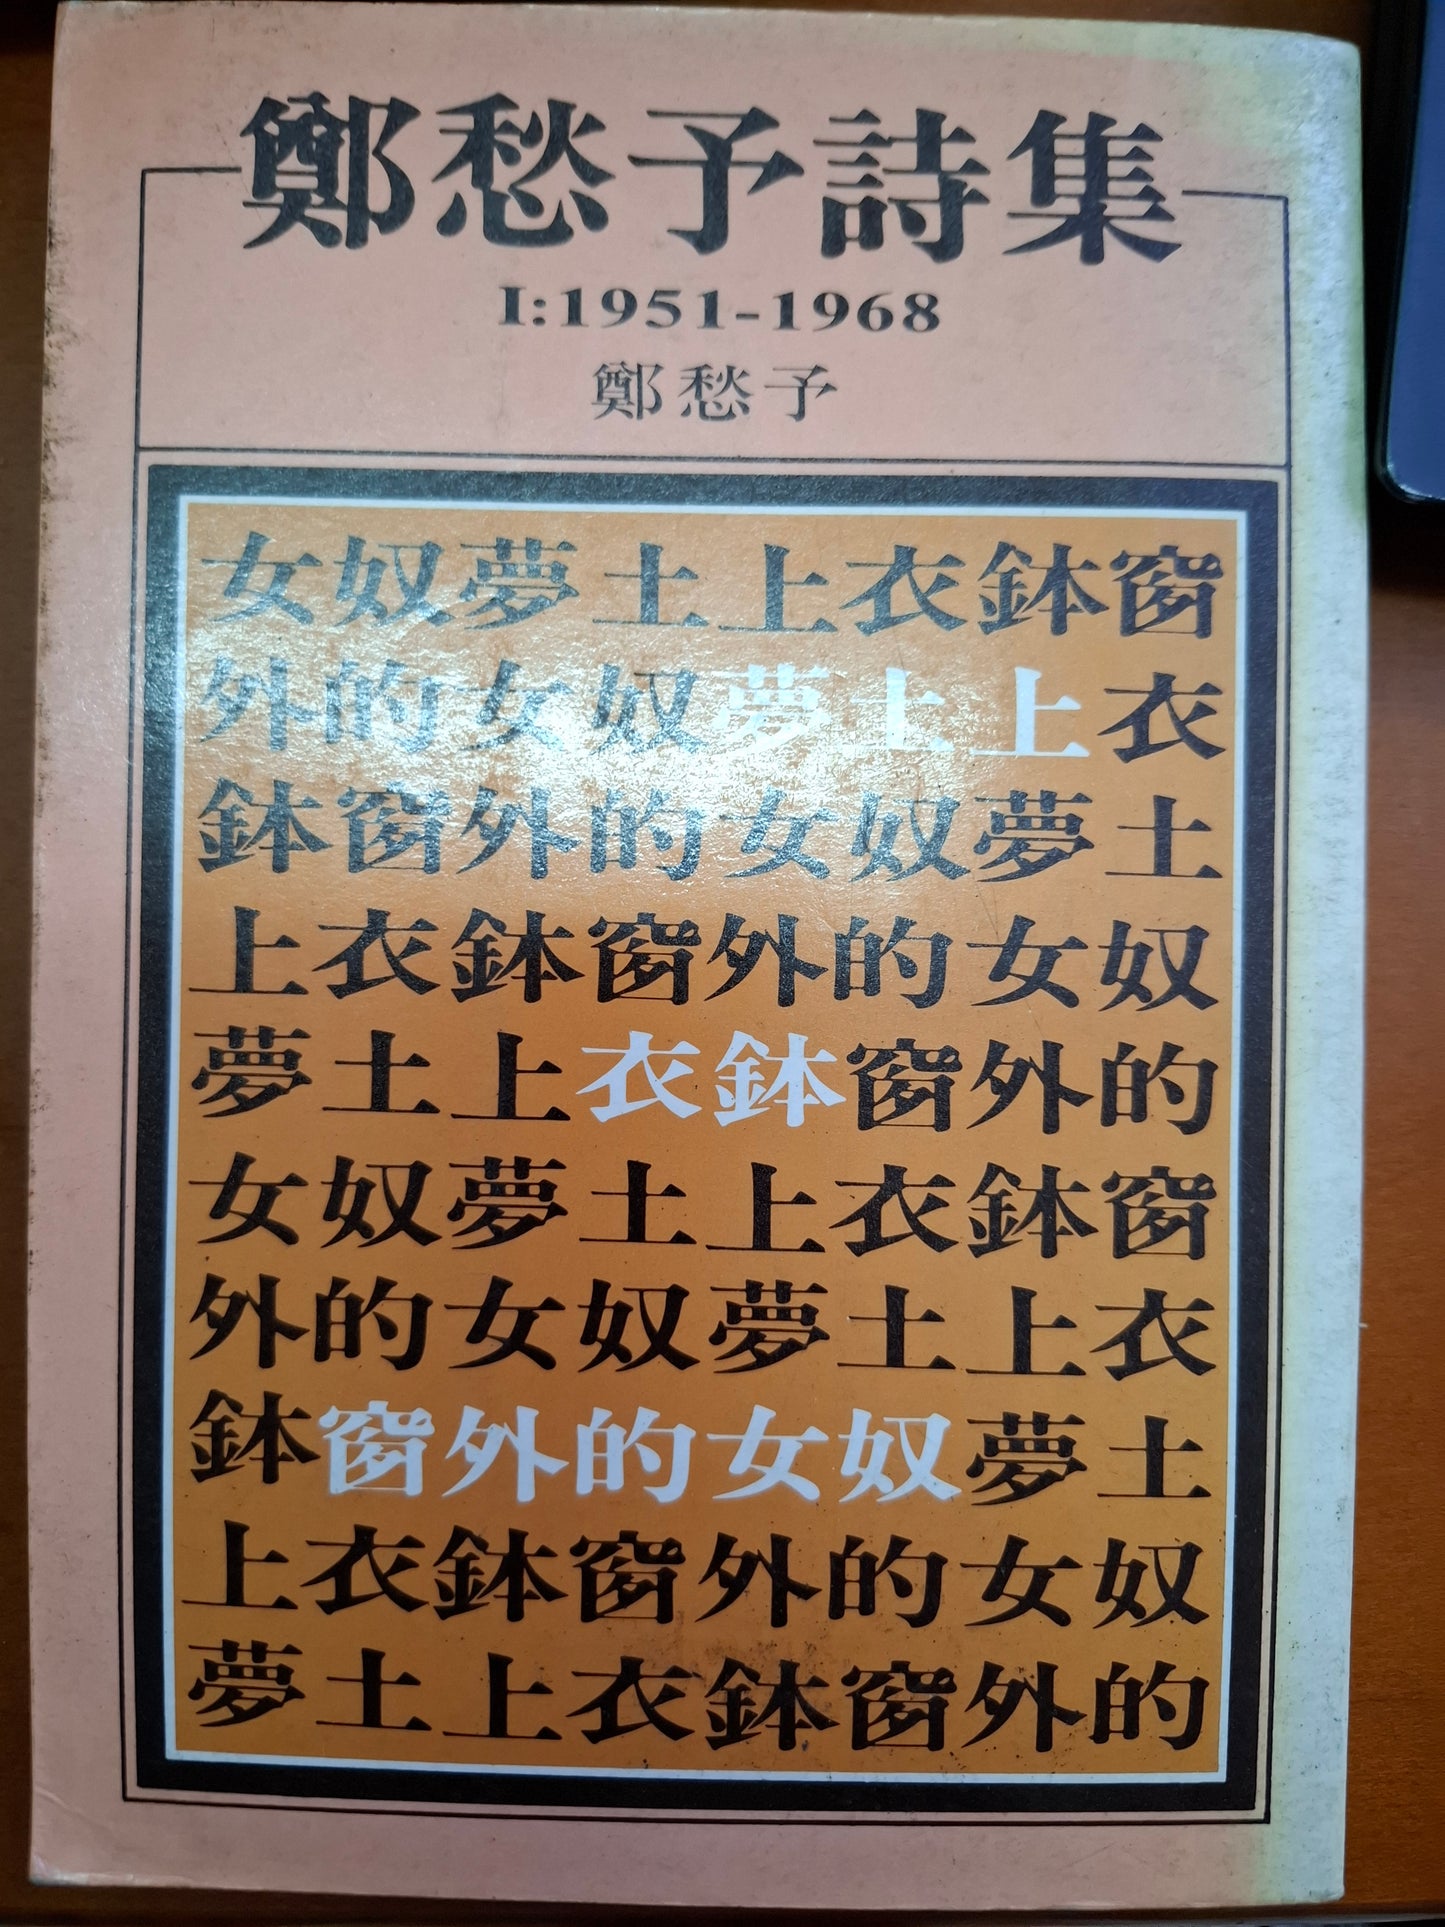 鄭愁予詩集
I:1951-1968
鄭愁予
女奴夢土上衣鉢窗
外的女奴夢土上衣
鉢窗外的女奴夢土
上衣鉢窗外的女奴
夢土上衣鉢窗外的
女奴夢土上衣鉢窗
外的女奴夢土上衣
鉢窗外的女奴夢土
上衣鉢窗外的女奴
夢土上衣鉢窗外的